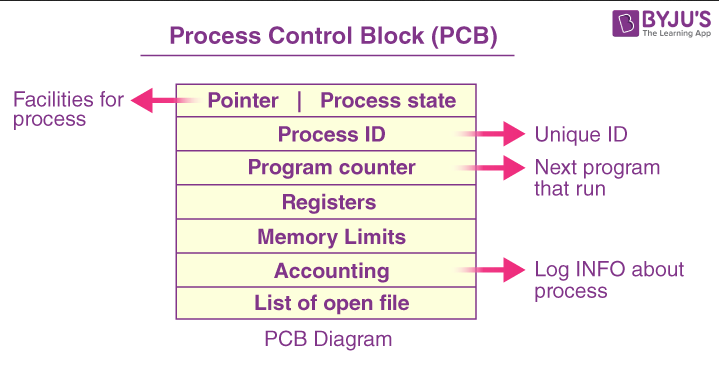 BYJU'S
The Learning App
Process Control Block (PCB)
Facilities for
process
Pointer | Process state
Process ID
Unique ID
Program counter
Next program
that run
Registers
Memory Limits
Accounting
Log INFO about
process
List of open file
PCB Diagram